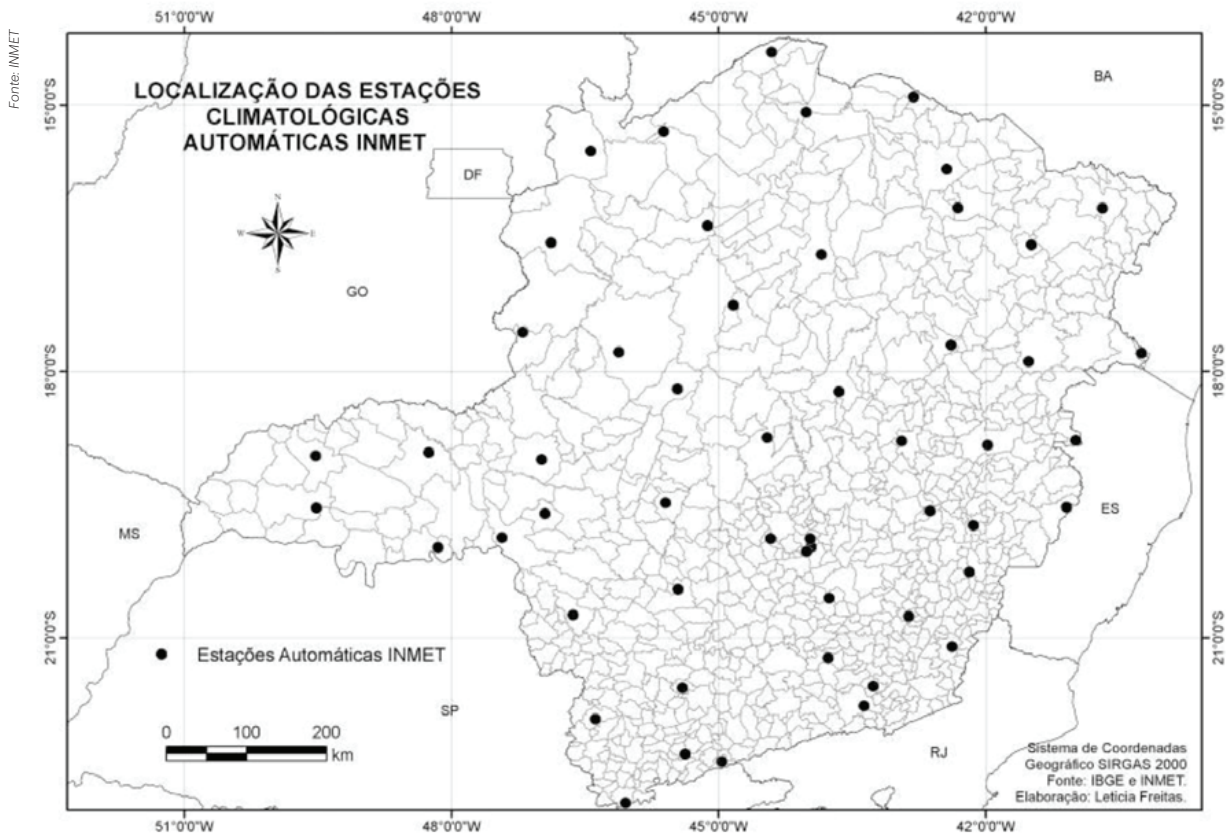 51°0'0"W 48°0'0"W 45°0'0"W 42°0'0"W
Fonte: INMET
LOCALIZAÇÃO DAS ESTAÇÕES
CLIMATOLÓGICAS
AUTOMÁTICAS INMET
BA
15°0'0"S 15°0'0"S
DF
N
W E
S
GO
18°0'0"S 18°0'0"S
MS
ES
21°0'0"S 21°0'0"S
Estações Automáticas INMET
SP
0 100 200
km
RJ
Sistema de Coordenadas
Geográfico SIRGAS 2000
Fonte: IBGE e INMET.
Elaboração: Leticia Freitas.
51°0'0"W 48°0'0"W 45°0'0"W 42°0'0"W